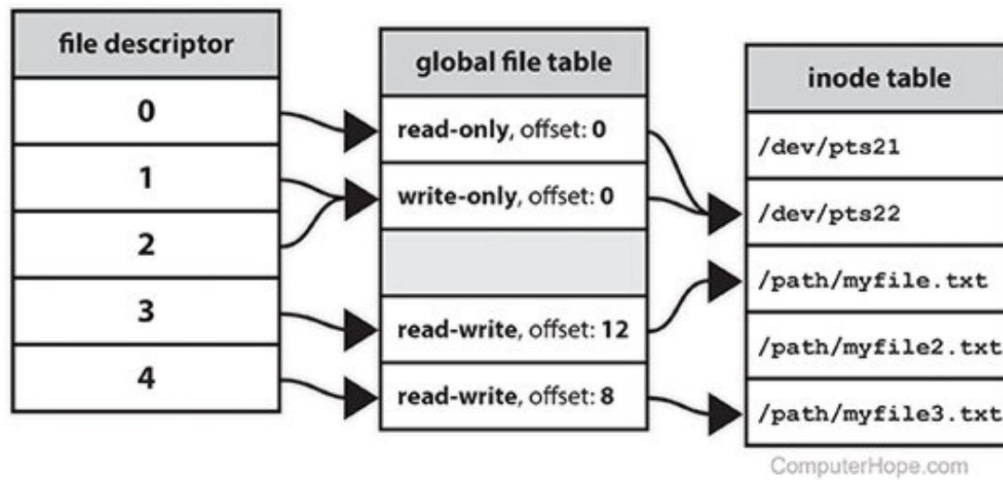 file descriptor
0
1
2
3
4
global file table
read-only, offset: 0
write-only, offset: 0
read-write, offset: 12
read-write, offset: 8
inode table
/dev/pts21
/dev/pts22
/path/myfile.txt
/path/myfile2.txt
/path/myfile3.txt
ComputerHope.com